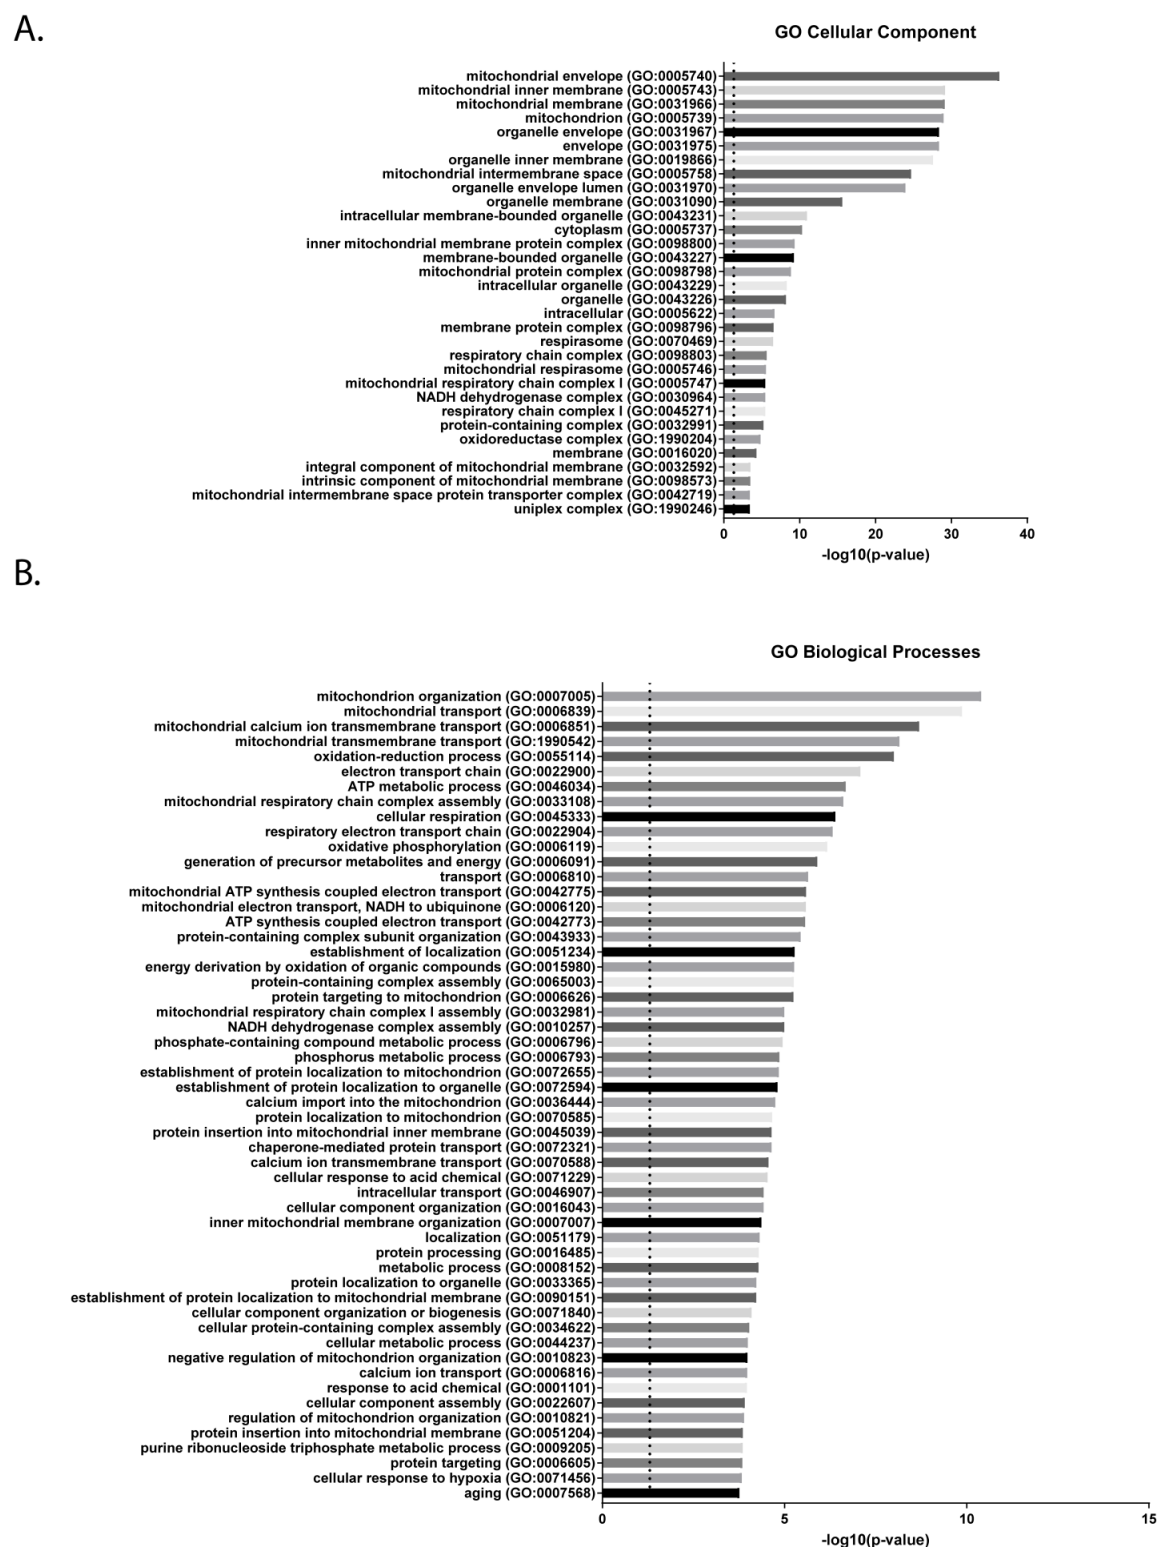 A.
GO Cellular Component
mitochondrial envelope (GO:0005740)
mitochondrial inner membrane (GO:0005743)
mitochondrial membrane (GO:0031966)
mitochondrion (GO:0005739)
organelle envelope (GO:0031967)
envelope (GO:0031975)
organelle inner membrane (GO:0019866)
mitochondrial intermembrane space (GO:0005758)
organelle envelope lumen (GO:0031970)
organelle membrane (GO:0031090)
intracellular membrane-bounded organelle (GO:0043231)
cytoplasm (GO:0005737)
inner mitochondrial membrane protein complex (GO:0098800)
membrane-bounded organelle (GO:0043227)
mitochondrial protein complex (GO:0098798)
intracellular organelle (GO:0043229)
organelle (GO:0043226)
intracellular (GO:0005622)
membrane protein complex (GO:0098796)
respirasome (GO:0070469)
respiratory chain complex (GO:0098803)
mitochondrial respirasome (GO:0005746)
mitochondrial respiratory chain complex I (GO:0005747)
NADH dehydrogenase complex (GO:0030964)
respiratory chain complex I (GO:0045271)
protein-containing complex (GO:0032991)
oxidoreductase complex (GO:1990204)
membrane (GO:0016020)
integral component of mitochondrial membrane (GO:0032592)
intrinsic component of mitochondrial membrane (GO:0098573)
mitochondrial intermembrane space protein transporter complex (GO:0042719)
uniplex complex (GO:1990246)
0 10 20 30 40
-log10(p-value)
B.
GO Biological Processes
mitochondrion organization (GO:0007005)
mitochondrial transport (GO:0006839)
mitochondrial calcium ion transmembrane transport (GO:0006851)
mitochondrial transmembrane transport (GO:1990542)
oxidation-reduction process (GO:0055114)
electron transport chain (GO:0022900)
ATP metabolic process (GO:0046034)
mitochondrial respiratory chain complex assembly (GO:0033108)
cellular respiration (GO:0045333)
respiratory electron transport chain (GO:0022904)
oxidative phosphorylation (GO:0006119)
generation of precursor metabolites and energy (GO:0006091)
transport (GO:0006810)
mitochondrial ATP synthesis coupled electron transport (GO:0042775)
mitochondrial electron transport, NADH to ubiquinone (GO:0006120)
ATP synthesis coupled electron transport (GO:0042773)
protein-containing complex subunit organization (GO:0043933)
establishment of localization (GO:0051234)
energy derivation by oxidation of organic compounds (GO:0015980)
protein-containing complex assembly (GO:0065003)
protein targeting to mitochondrion (GO:0006626)
mitochondrial respiratory chain complex I assembly (GO:0032981)
NADH dehydrogenase complex assembly (GO:0010257)
phosphate-containing compound metabolic process (GO:0006796)
phosphorus metabolic process (GO:0006793)
establishment of protein localization to mitochondrion (GO:0072655)
establishment of protein localization to organelle (GO:0072594)
calcium import into the mitochondrion (GO:0036444)
protein localization to mitochondrion (GO:0070585)
protein insertion into mitochondrial inner membrane (GO:0045039)
chaperone-mediated protein transport (GO:0072321)
calcium ion transmembrane transport (GO:0070588)
cellular response to acid chemical (GO:0071229)
intracellular transport (GO:0046907)
cellular component organization (GO:0016043)
inner mitochondrial membrane organization (GO:0007007)
localization (GO:0051179)
protein processing (GO:0016485)
metabolic process (GO:0008152)
protein localization to organelle (GO:0033365)
establishment of protein localization to mitochondrial membrane (GO:0090151)
cellular component organization or biogenesis (GO:0071840)
cellular protein-containing complex assembly (GO:0034622)
cellular metabolic process (GO:0044237)
negative regulation of mitochondrion organization (GO:0010823)
calcium ion transport (GO:0006816)
response to acid chemical (GO:0001101)
cellular component assembly (GO:0022607)
regulation of mitochondrion organization (GO:0010821)
protein insertion into mitochondrial membrane (GO:0051204)
purine ribonucleoside triphosphate metabolic process (GO:0009205)
protein targeting (GO:0006605)
cellular response to hypoxia (GO:0071456)
aging (GO:0007568)
0 5 10 15
-log10(p-value)